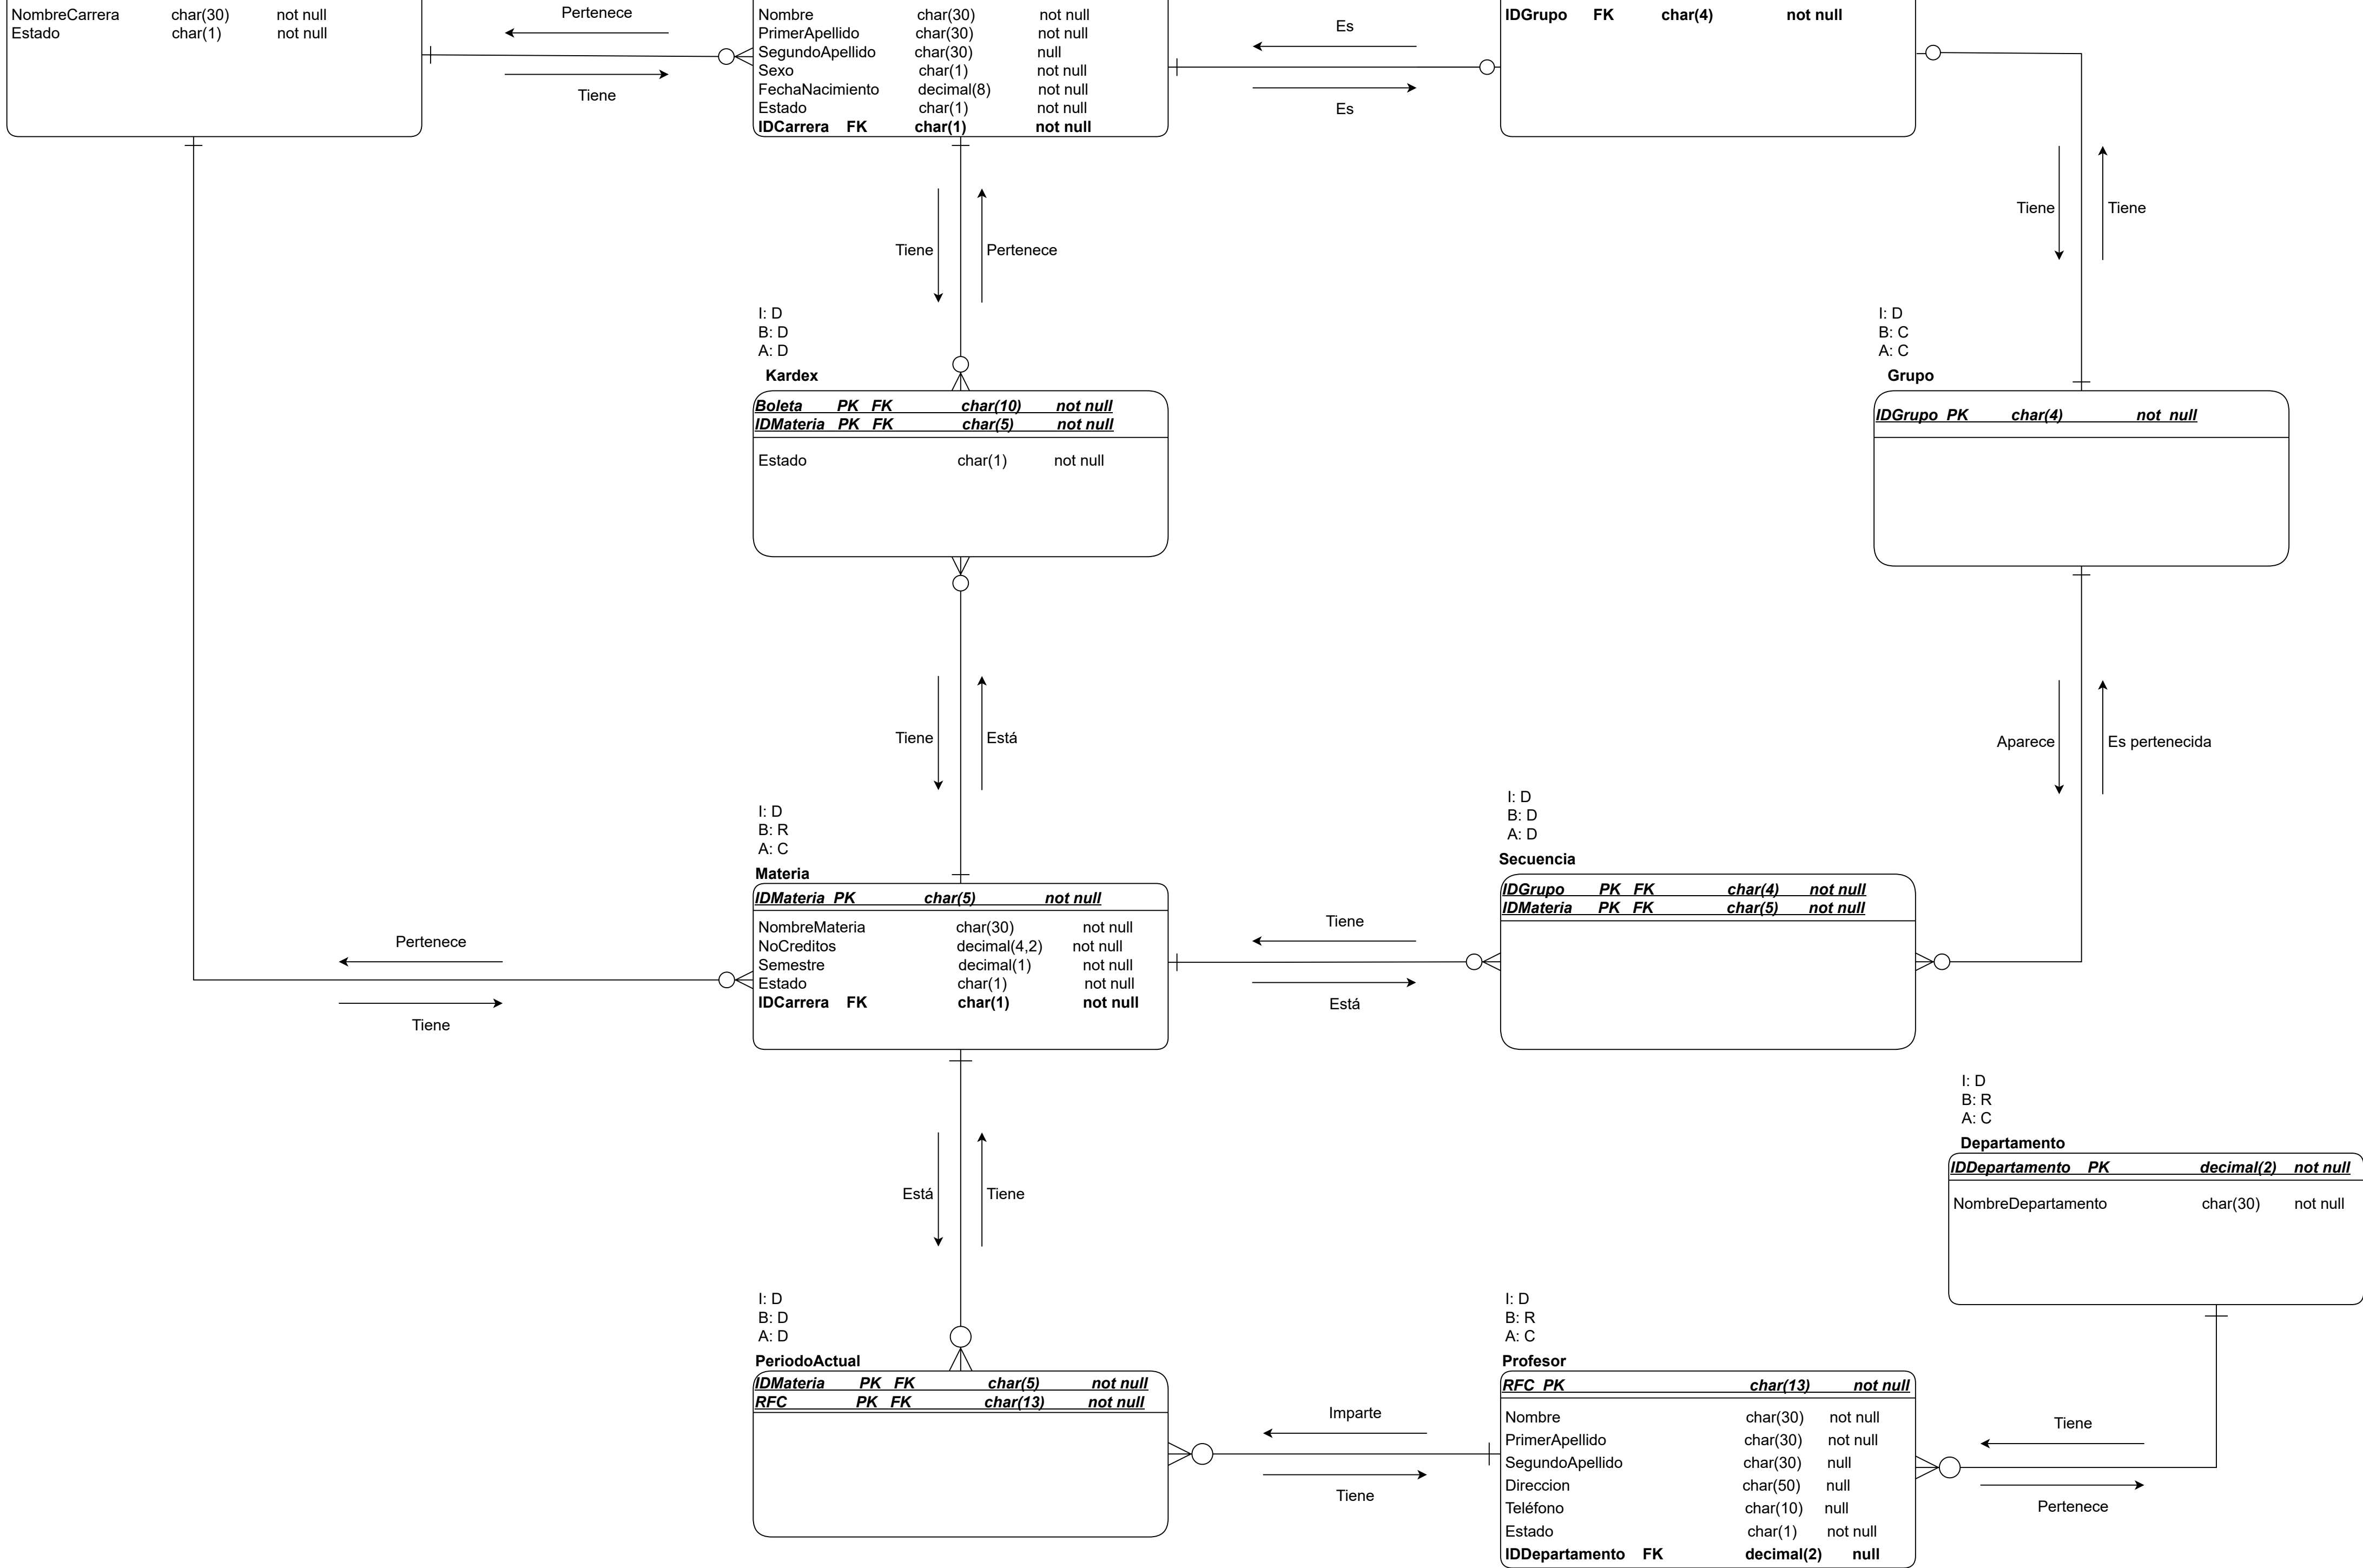 NombreCarrera char(30) not null
Estado char(1) not null
Pertenece
Tiene
Nombre char(30) not null
PrimerApellido char(30) not null
SegundoApellido char(30) null
Sexo char(1) not null
FechaNacimiento decimal(8) not null
Estado char(1) not null
IDCarrera FK char(1) not null
Es
Es
IDGrupo FK char(4) not null
Tiene
Tiene
Tiene
Pertenece
I: D
B: D
A: D
Kardex
Boleta PK FK char(10) not null
IDMateria PK FK char(5) not null
Estado char(1) not null
I: D
B: C
A: C
Grupo
IDGrupo PK char(4) not null
Tiene
Está
Aparece
Es pertenecida
I: D
B: R
A: C
Materia
IDMateria PK char(5) not null
NombreMateria char(30) not null
NoCreditos decimal(4,2) not null
Semestre decimal(1) not null
Estado char(1) not null
IDCarrera FK char(1) not null
Pertenece
Tiene
Tiene
Está
I: D
B: D
A: D
Secuencia
IDGrupo PK FK char(4) not null
IDMateria PK FK char(5) not null
Está
Tiene
I: D
B: R
A: C
Departamento
IDDepartamento PK decimal(2) not null
NombreDepartamento char(30) not null
I: D
B: D
A: D
PeriodoActual
IDMateria PK FK char(5) not null
RFC PK FK char(13) not null
Imparte
Tiene
I: D
B: R
A: C
Profesor
RFC PK char(13) not null
Nombre char(30) not null
PrimerApellido char(30) not null
SegundoApellido char(30) null
Direccion char(50) null
Teléfono char(10) null
Estado char(1) not null
IDDepartamento FK decimal(2) null
Tiene
Pertenece